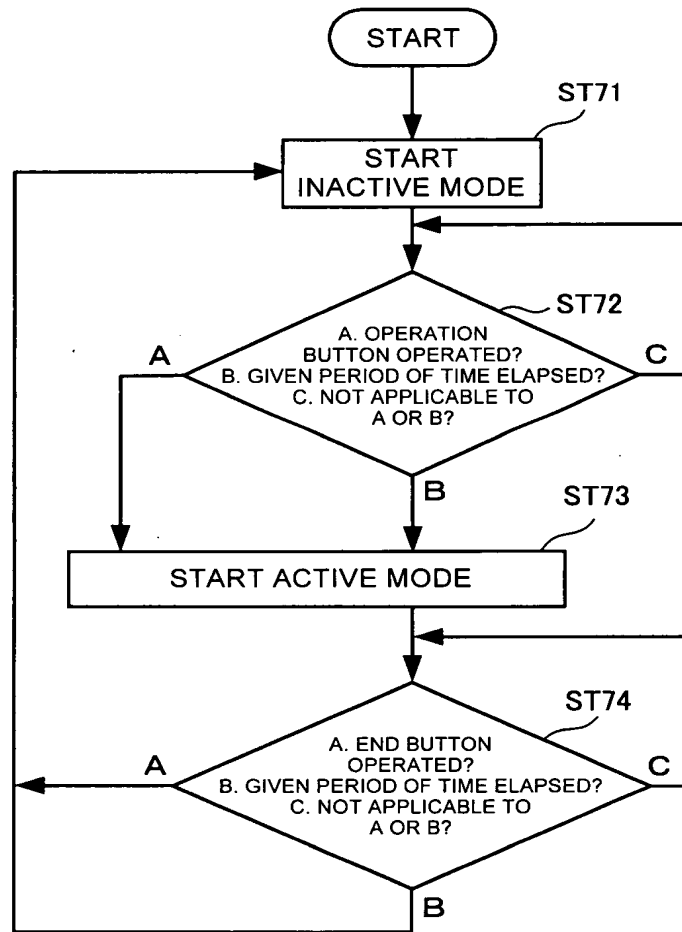 START
ST71
START
INACTIVE MODE
ST72
A
C
A. OPERATION
BUTTON OPERATED?
B. GIVEN PERIOD OF TIME ELAPSED?
C. NOT APPLICABLE TO
A OR B?
B
ST73
START ACTIVE MODE
ST74
A
C
A. END BUTTON
OPERATED?
B. GIVEN PERIOD OF TIME ELAPSED?
C. NOT APPLICABLE TO
A OR B?
B